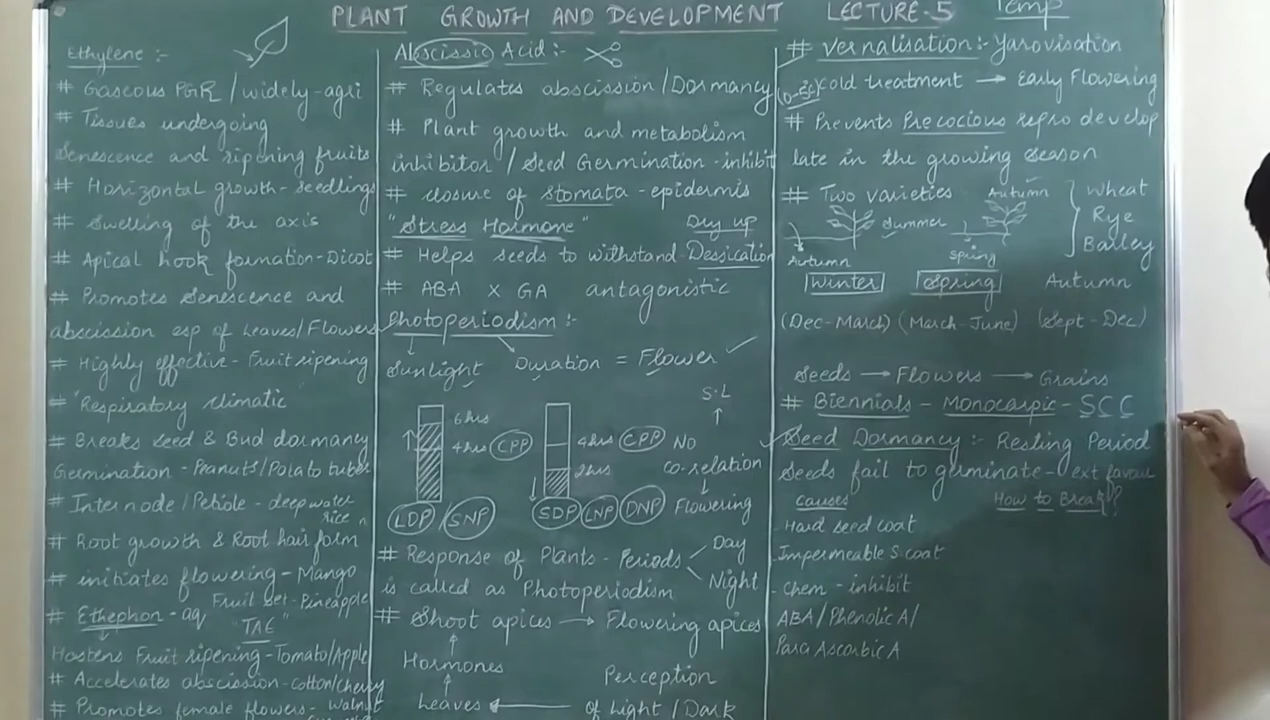 PLANT GROWTH AND DEVELOPMENT LECTURE-5
Temp
Ethylene :-
# Gaseous PGR / widely-agri
# Tissues undergoing
Senescence and ripening fruits
# Horizontal growth - seedlings
# Swelling of the axis
# Apical hook formation - Dicot
# Promotes senescence and
abscission esp of Leaves/Flowers
# Highly effective - Fruit ripening
# "Respiratory climatic
# Breaks seed & Bud dormancy
Germination - Peanuts/Potato tuber
# Internode/Petiole - deepwater
rice
# Root growth & Root hair form
# initiates flowering - Mango
Fruit set - Pineapple
# Ethephon - aq
"TAE"
Hastens Fruit ripening - Tomato/Apple
# Accelerates abscission - cotton/cherry
# Promotes female flowers - walnut
Abscissic Acid :-
# Regulates abscission/Dormancy
# Plant growth and metabolism
inhibitor / Seed Germination - inhibit
# closure of stomata - epidermis
"Stress Hormone" Dry up
# Helps seeds to withstand Dessication
# ABA x GA antagonistic
Photoperiodism :-
Sunlight Duration = Flower
S.L
6hrs
4hrs CPP
4hrs CPP
2hrs
No
co-relation
Flowering
LDP / SNP
SDP LNP DNP
# Response of Plants - Periods
Day
Night
is called as Photoperiodism
# Shoot apices → Flowering apices
Hormones
Leaves ← Perception
of Light / Dark
# Vernalisation :- Yarovisation
(0-5°C) Cold treatment → Early Flowering
# Prevents Precocious repro develop
late in the growing season
# Two varieties
Autumn
Summer
Autumn
Spring
Wheat
Rye
Barley
Winter Spring Autumn
(Dec-March) (March-June) (Sept-Dec)
Seeds → Flowers → Grains
# Biennials - Monocarpic - SCC
Seed Dormancy :- Resting Period
Seeds fail to germinate - ext favou
causes
How to Break?
- Hard seed coat
Impermeable S.coat
- Chem - inhibit
ABA/Phenolic A/
Para Ascorbic A